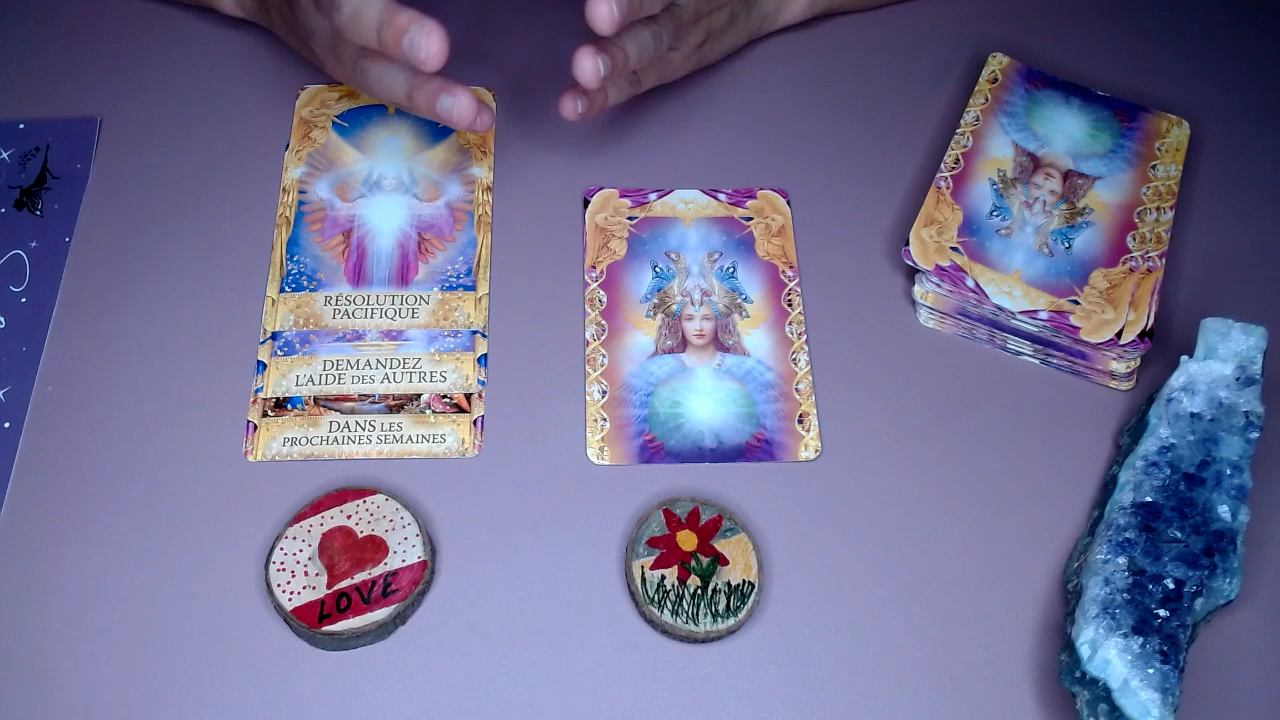 RÉSOLUTION
PACIFIQUE
DEMANDEZ
L'AIDE DES AUTRES
DANS LES
PROCHAINES SEMAINES
LOVE